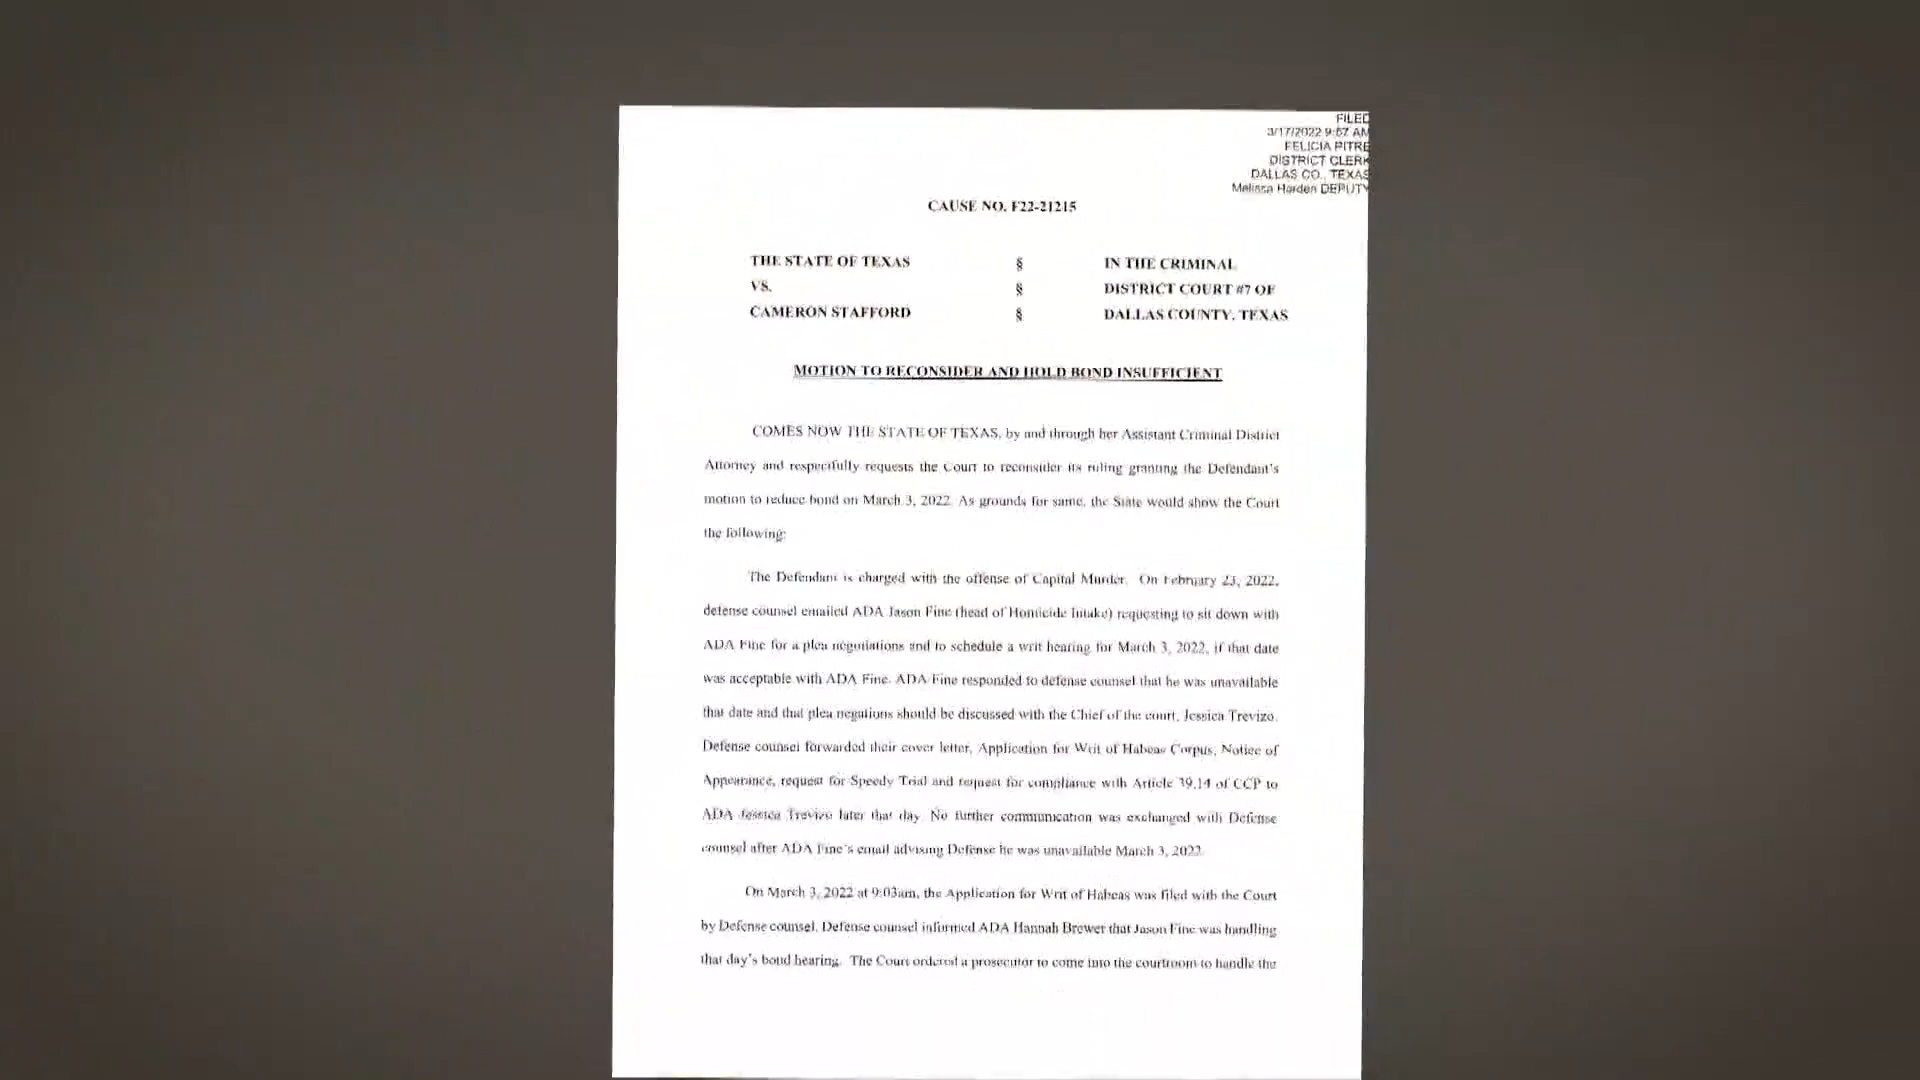 FILED
3/17/2022 9:57 AM
FELICIA PITRE
DISTRICT CLERK
DALLAS CO., TEXAS
Melissa Harden DEPUTY
CAUSE NO. F22-21215
THE STATE OF TEXAS § IN THE CRIMINAL
VS. § DISTRICT COURT #7 OF
CAMERON STAFFORD § DALLAS COUNTY, TEXAS
MOTION TO RECONSIDER AND HOLD BOND INSUFFICIENT
COMES NOW THE STATE OF TEXAS, by and through her Assistant Criminal District
Attorney and respectfully requests the Court to reconsider its ruling granting the Defendant's
motion to reduce bond on March 3, 2022. As grounds for same, the State would show the Court
the following:
The Defendant is charged with the offense of Capital Murder. On February 23, 2022,
defense counsel emailed ADA Jason Fine (head of Homicide Intake) requesting to sit down with
ADA Fine for a plea negotiations and to schedule a writ hearing for March 3, 2022, if that date
was acceptable with ADA Fine. ADA Fine responded to defense counsel that he was unavailable
that date and that plea negations should be discussed with the Chief of the court, Jessica Trevizo.
Defense counsel forwarded their cover letter, Application for Writ of Habeas Corpus, Notice of
Appearance, request for Speedy Trial and request for compliance with Article 39.14 of CCP to
ADA Jessica Trevizo later that day. No further communication was exchanged with Defense
counsel after ADA Fine's email advising Defense he was unavailable March 3, 2022.
On March 3, 2022 at 9:03am, the Application for Writ of Habeas was filed with the Court
by Defense counsel. Defense counsel informed ADA Hannah Brewer that Jason Fine was handling
that day's bond hearing. The Court ordered a prosecutor to come into the courtroom to handle the